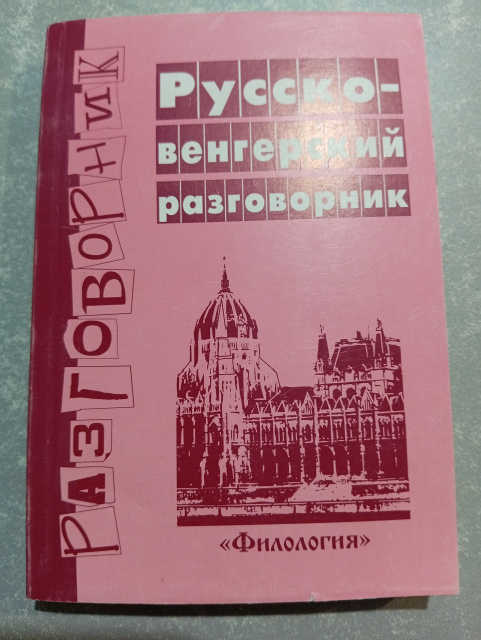 РАЗГОВОРНИК
Русско-
венгерский
разговорник
«Филология»